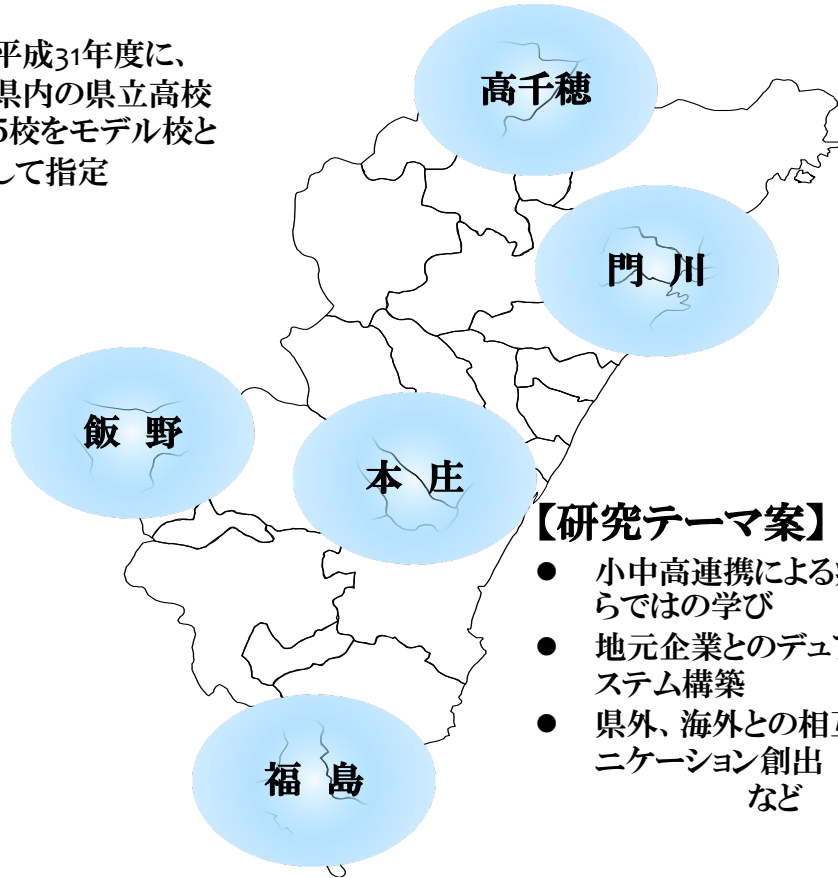 平成31年度に、
県内の県立高校
5校をモデル校と
して指定
高千穂
門 川
飯 野
本 庄
福 島
【研究テーマ案】
● 小中高連携による
らではの学び
● 地元企業とのデュ
ステム構築
● 県外、海外との相
ニケーション創出
など